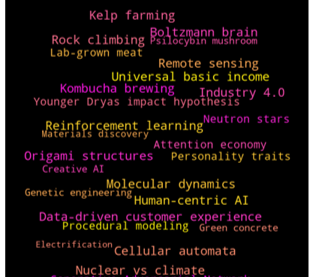 Kelp farming
Boltzmann brain
Rock climbing
Psilocybin mushroom
Lab-grown meat
Remote sensing
Universal basic income
Kombucha brewing
Industry 4.0
Younger Dryas impact hypothesis
Neutron stars
Reinforcement learning
Materials discovery
Attention economy
Origami structures
Personality traits
Creative AI
Molecular dynamics
Genetic engineering
Human-centric AI
Data-driven customer experience
Procedural modeling
Green concrete
Electrification
Cellular automata
Nuclear vs climate